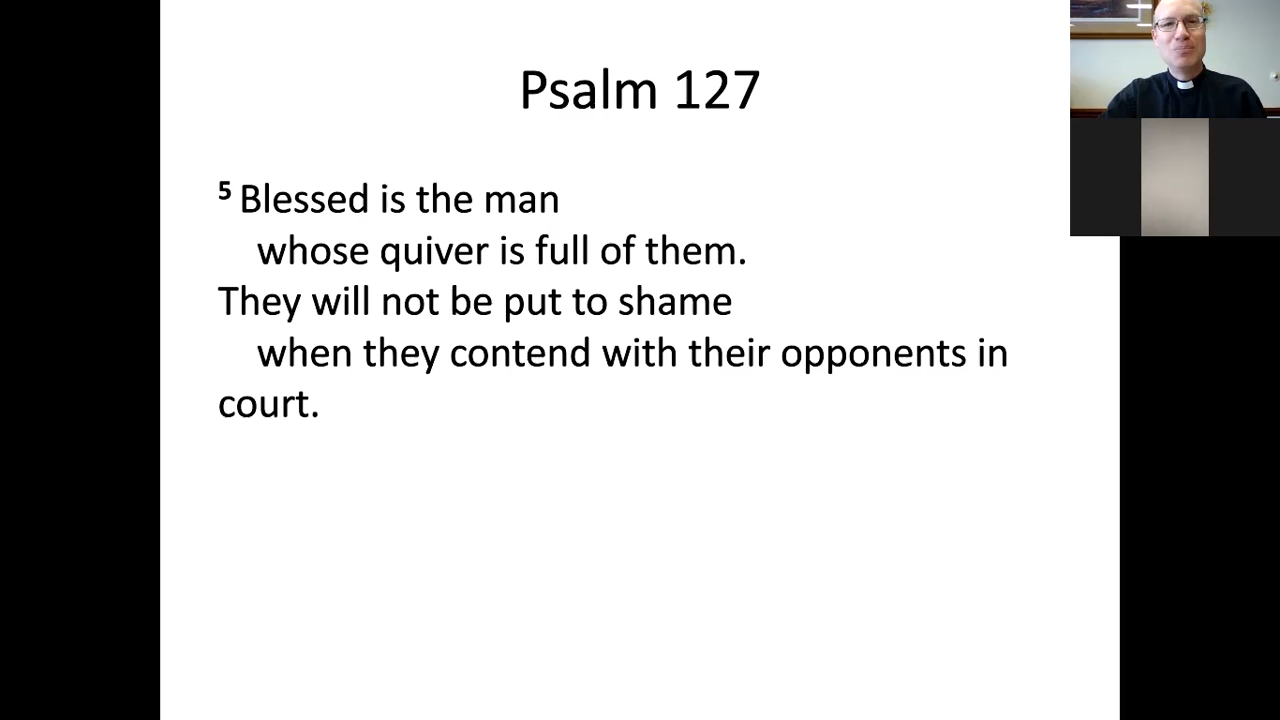 Psalm 127
5 Blessed is the man
whose quiver is full of them.
They will not be put to shame
when they contend with their opponents in
court.